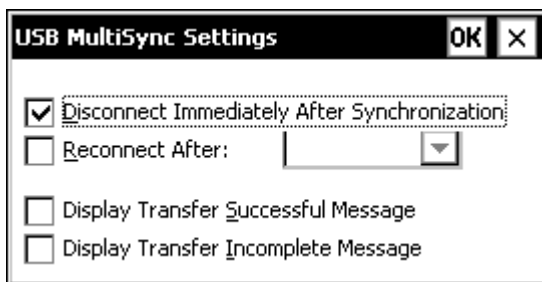 USB MultiSync Settings OK ×
Disconnect Immediately After Synchronization
Reconnect After:
Display Transfer Successful Message
Display Transfer Incomplete Message